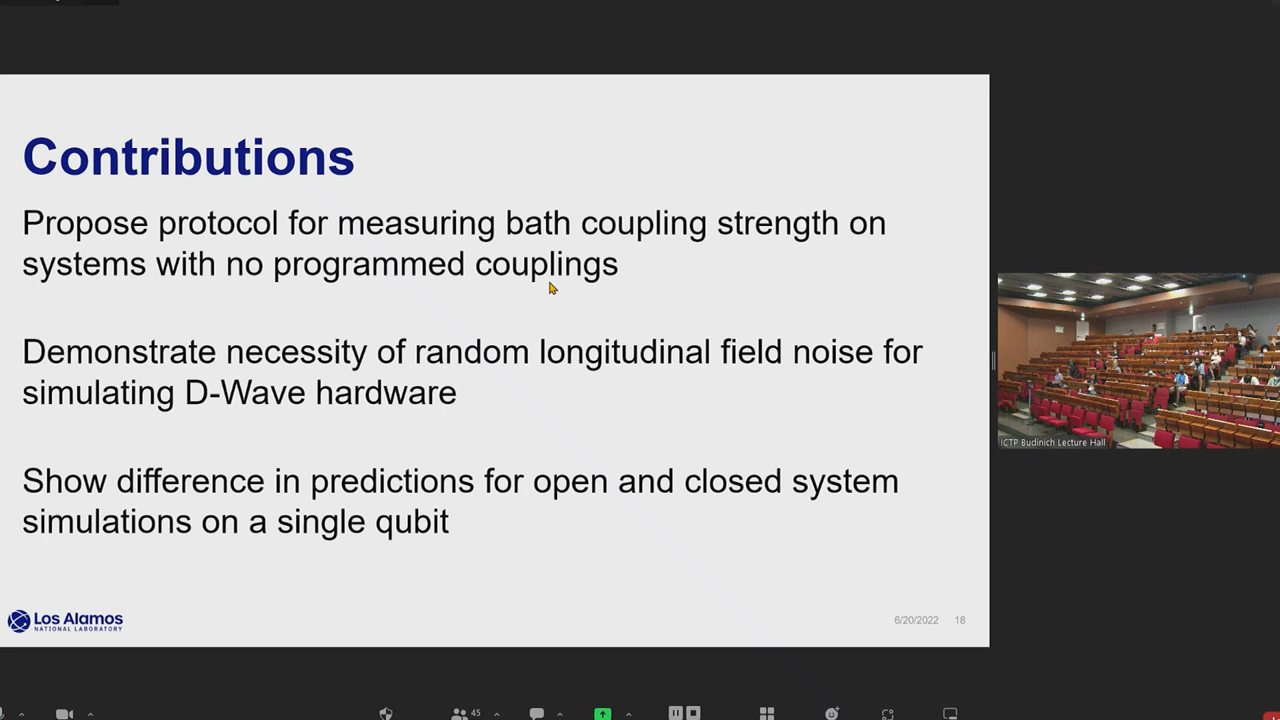 Contributions
Propose protocol for measuring bath coupling strength on
systems with no programmed couplings
Demonstrate necessity of random longitudinal field noise for
simulating D-Wave hardware
Show difference in predictions for open and closed system
simulations on a single qubit
Los Alamos
NATIONAL LABORATORY
6/20/2022 18
ICTP Budinich Lecture Hall
45